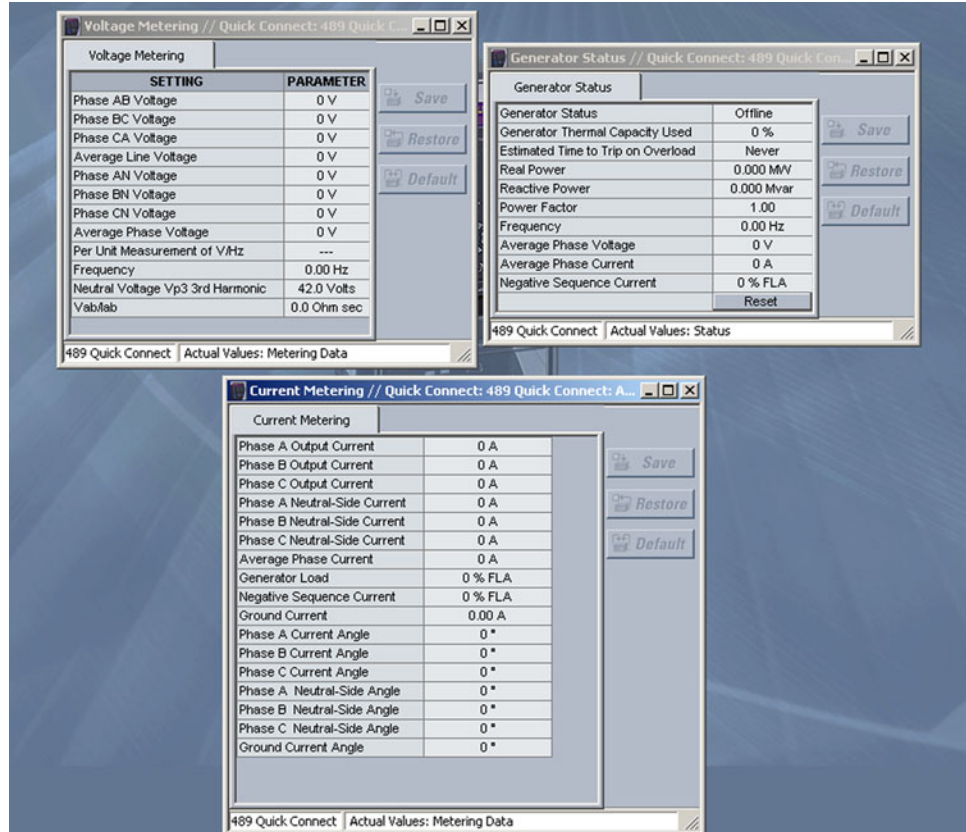 Voltage Metering // Quick Connect: 489 Quick C...
Voltage Metering
SETTING PARAMETER
Phase AB Voltage 0 V
Phase BC Voltage 0 V
Phase CA Voltage 0 V
Average Line Voltage 0 V
Phase AN Voltage 0 V
Phase BN Voltage 0 V
Phase CN Voltage 0 V
Average Phase Voltage 0 V
Per Unit Measurement of V/Hz ---
Frequency 0.00 Hz
Neutral Voltage Vp3 3rd Harmonic 42.0 Volts
Vab/Iab 0.0 Ohm sec
Save
Restore
Default
489 Quick Connect Actual Values: Metering Data
Generator Status // Quick Connect: 489 Quick Con...
Generator Status
Generator Status Offline
Generator Thermal Capacity Used 0 %
Estimated Time to Trip on Overload Never
Real Power 0.000 MW
Reactive Power 0.000 Mvar
Power Factor 1.00
Frequency 0.00 Hz
Average Phase Voltage 0 V
Average Phase Current 0 A
Negative Sequence Current 0 % FLA
Reset
Save
Restore
Default
489 Quick Connect Actual Values: Status
Current Metering // Quick Connect: 489 Quick Connect: A...
Current Metering
Phase A Output Current 0 A
Phase B Output Current 0 A
Phase C Output Current 0 A
Phase A Neutral-Side Current 0 A
Phase B Neutral-Side Current 0 A
Phase C Neutral-Side Current 0 A
Average Phase Current 0 A
Generator Load 0 % FLA
Negative Sequence Current 0 % FLA
Ground Current 0.00 A
Phase A Current Angle 0 °
Phase B Current Angle 0 °
Phase C Current Angle 0 °
Phase A Neutral-Side Angle 0 °
Phase B Neutral-Side Angle 0 °
Phase C Neutral-Side Angle 0 °
Ground Current Angle 0 °
Save
Restore
Default
489 Quick Connect Actual Values: Metering Data